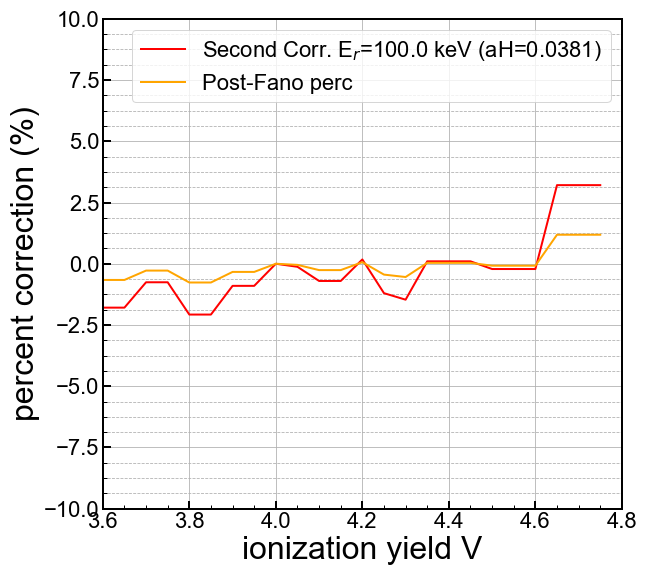 10.0
7.5
5.0
2.5
0.0
−2.5
−5.0
−7.5
−10.0
percent correction (%)
Second Corr. Eᵣ=100.0 keV (aH=0.0381)
Post-Fano perc
3.6 3.8 4.0 4.2 4.4 4.6 4.8
ionization yield V